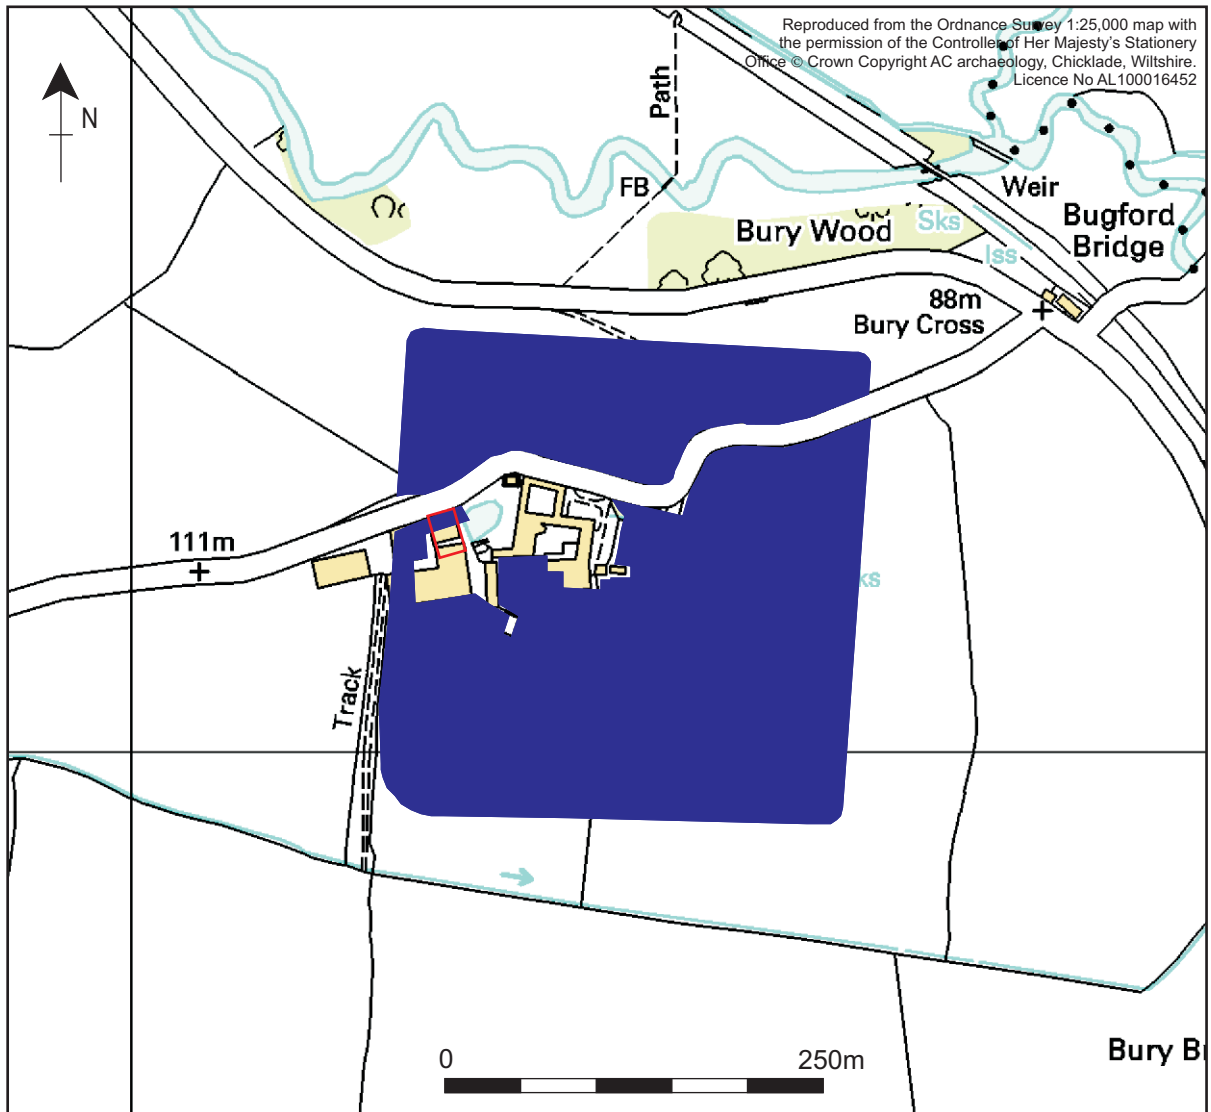 Reproduced from the Ordnance Survey 1:25,000 map with
the permission of the Controller of Her Majesty's Stationery
Office © Crown Copyright AC archaeology, Chicklade, Wiltshire.
Licence No AL100016452
N
Path
FB
Weir
Bury Wood
Sks
Bugford
Bridge
Iss
88m
Bury Cross
111m
ks
Track
0
250m
Bury Br